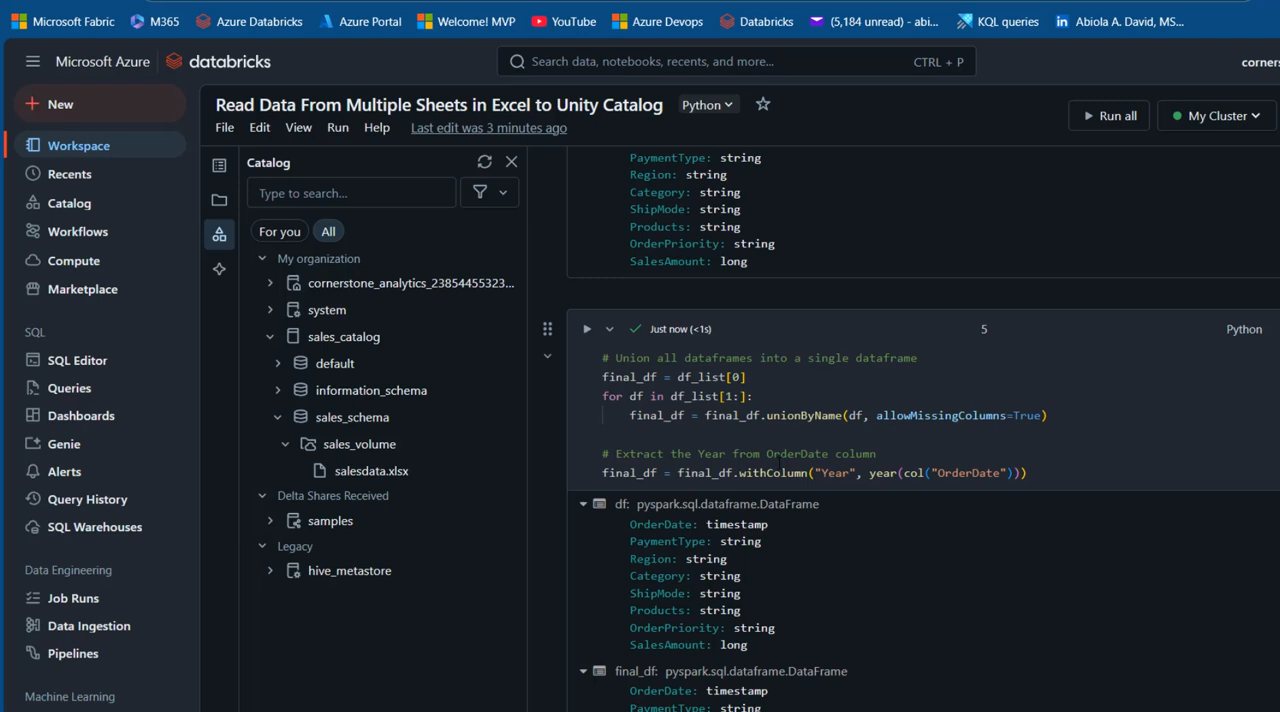 Microsoft Fabric M365 Azure Databricks Azure Portal Welcome! MVP YouTube Azure Devops Databricks (5,184 unread) - abi... KQL queries Abiola A. David, MS...
Microsoft Azure databricks
Search data, notebooks, recents, and more... CTRL + P
corners
New
Workspace
Recents
Catalog
Workflows
Compute
Marketplace
SQL
SQL Editor
Queries
Dashboards
Genie
Alerts
Query History
SQL Warehouses
Data Engineering
Job Runs
Data Ingestion
Pipelines
Machine Learning
Read Data From Multiple Sheets in Excel to Unity Catalog Python
File Edit View Run Help Last edit was 3 minutes ago
Run all My Cluster
Catalog
Type to search...
For you All
My organization
cornerstone_analytics_23854455323...
system
sales_catalog
default
information_schema
sales_schema
sales_volume
salesdata.xlsx
Delta Shares Received
samples
Legacy
hive_metastore
PaymentType: string
Region: string
Category: string
ShipMode: string
Products: string
OrderPriority: string
SalesAmount: long
Just now (<1s) 5 Python
# Union all dataframes into a single dataframe
final_df = df_list[0]
for df in df_list[1:]:
final_df = final_df.unionByName(df, allowMissingColumns=True)
# Extract the Year from OrderDate column
final_df = final_df.withColumn("Year", year(col("OrderDate")))
df: pyspark.sql.dataframe.DataFrame
OrderDate: timestamp
PaymentType: string
Region: string
Category: string
ShipMode: string
Products: string
OrderPriority: string
SalesAmount: long
final_df: pyspark.sql.dataframe.DataFrame
OrderDate: timestamp
PaymentType: string